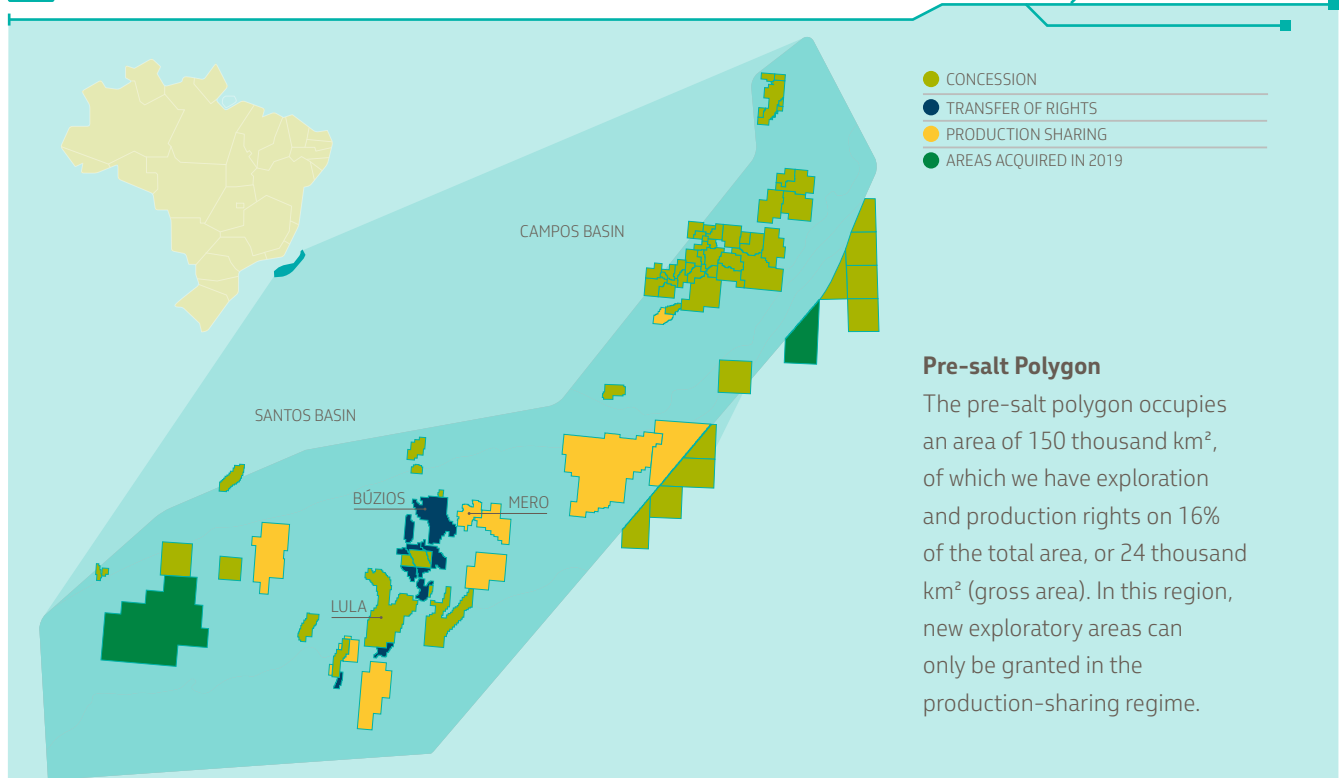 CONCESSION
TRANSFER OF RIGHTS
PRODUCTION SHARING
AREAS ACQUIRED IN 2019
CAMPOS BASIN
SANTOS BASIN
BÚZIOS
MERO
LULA
Pre-salt Polygon
The pre-salt polygon occupies
an area of 150 thousand km²,
of which we have exploration
and production rights on 16%
of the total area, or 24 thousand
km² (gross area). In this region,
new exploratory areas can
only be granted in the
production-sharing regime.